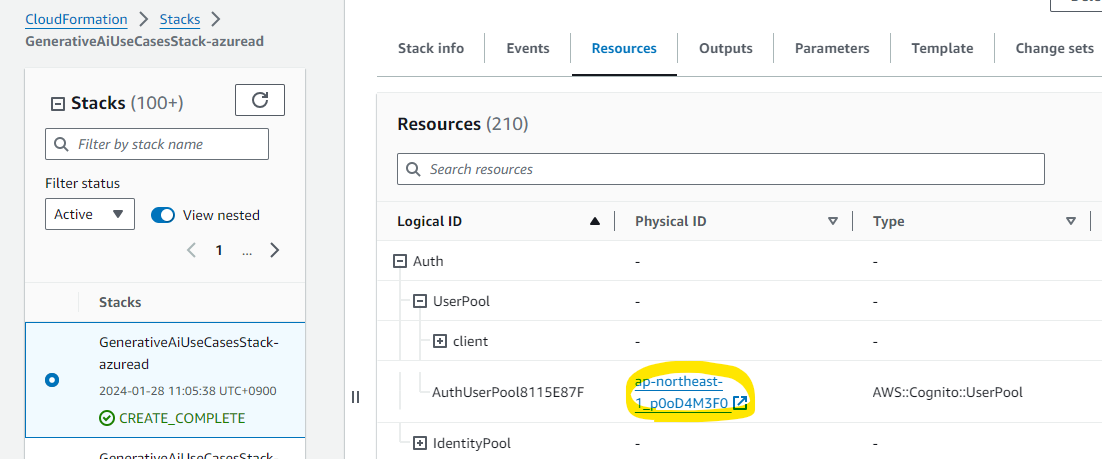 CloudFormation > Stacks >
GenerativeAiUseCasesStack-azuread
Stacks (100+)
Filter by stack name
Filter status
Active
View nested
1 ...
Stacks
GenerativeAiUseCasesStack-
azuread
2024-01-28 11:05:38 UTC+0900
CREATE_COMPLETE
Stack info Events Resources Outputs Parameters Template Change sets
Resources (210)
Search resources
Logical ID Physical ID Type
Auth - -
UserPool - -
client - -
AuthUserPool8115E87F ap-northeast-
1_p0oD4M3F0 AWS::Cognito::UserPool
IdentityPool - -